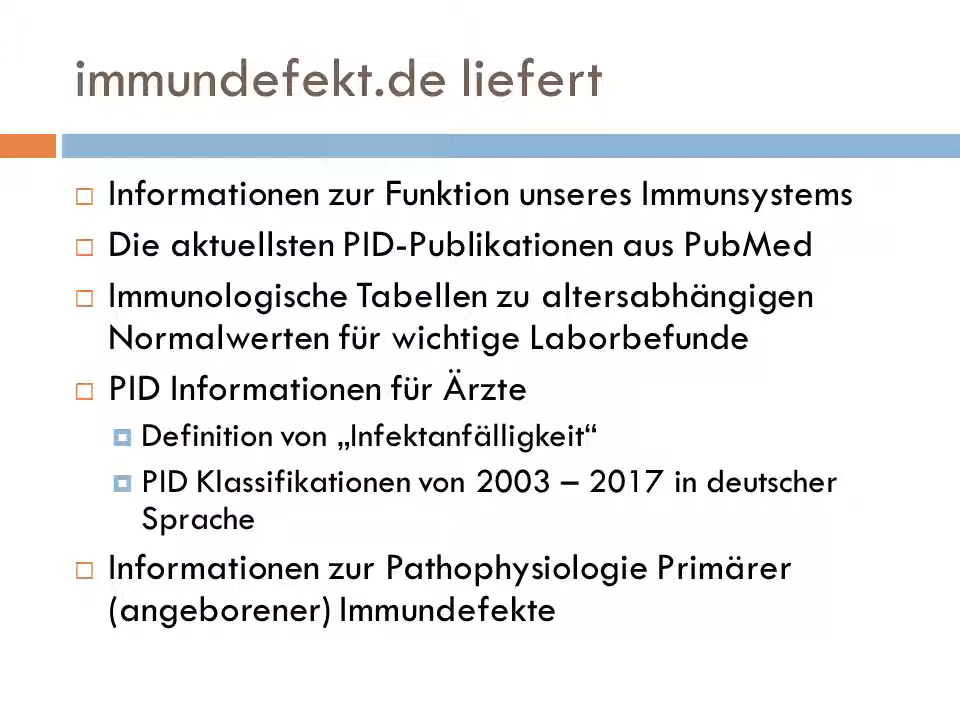 immundefekt.de liefert
Informationen zur Funktion unseres Immunsystems
Die aktuellsten PID-Publikationen aus PubMed
Immunologische Tabellen zu altersabhängigen
Normalwerten für wichtige Laborbefunde
PID Informationen für Ärzte
Definition von „Infektanfälligkeit“
PID Klassifikationen von 2003 – 2017 in deutscher
Sprache
Informationen zur Pathophysiologie Primärer
(angeborener) Immundefekte